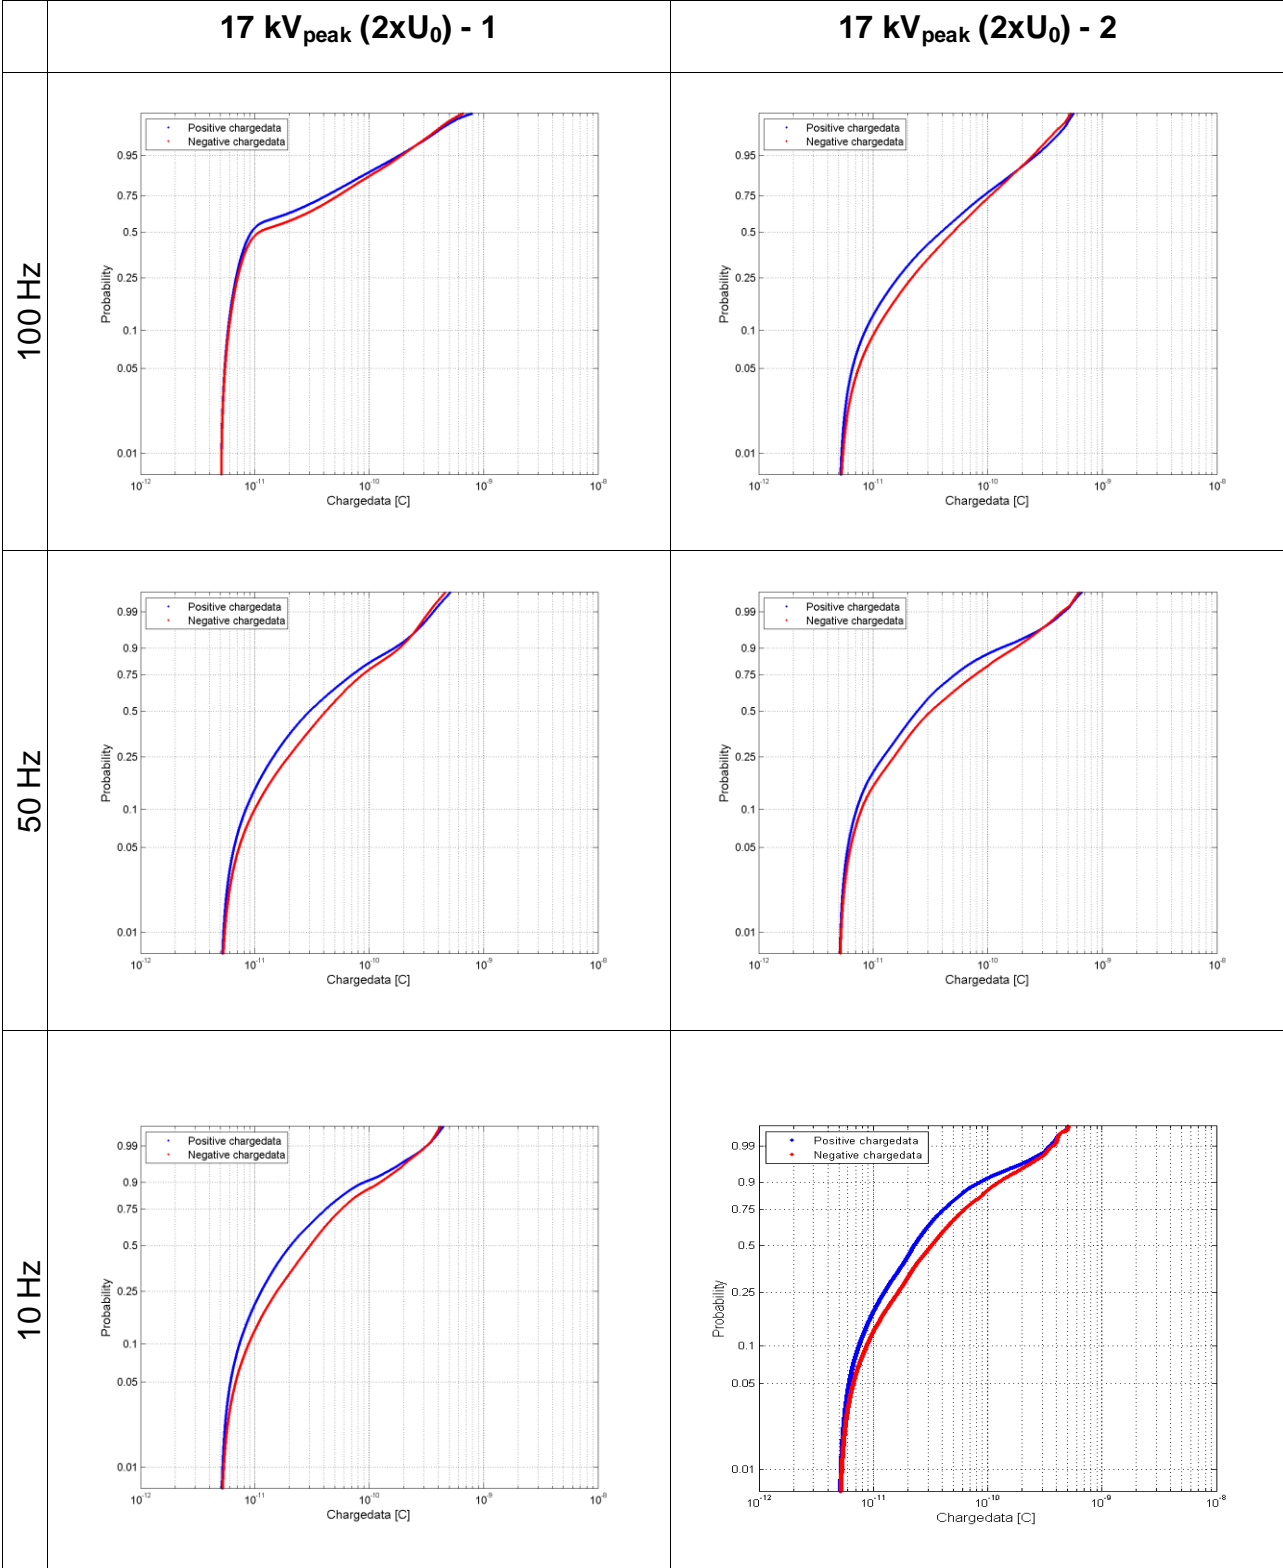 17 kVpeak (2xU0) - 1
17 kVpeak (2xU0) - 2
100 Hz
Positive chargedata
Negative chargedata
0.95
0.75
0.5
0.25
0.1
0.05
0.01
Probability
10-12
10-11
10-10
10-9
10-8
Chargedata [C]
Positive chargedata
Negative chargedata
0.95
0.75
0.5
0.25
0.1
0.05
0.01
Probability
10-12
10-11
10-10
10-9
10-8
Chargedata [C]
50 Hz
Positive chargedata
Negative chargedata
0.99
0.9
0.75
0.5
0.25
0.1
0.05
0.01
Probability
10-12
10-11
10-10
10-9
10-8
Chargedata [C]
Positive chargedata
Negative chargedata
0.99
0.9
0.75
0.5
0.25
0.1
0.05
0.01
Probability
10-12
10-11
10-10
10-9
10-8
Chargedata [C]
10 Hz
Positive chargedata
Negative chargedata
0.99
0.9
0.75
0.5
0.25
0.1
0.05
0.01
Probability
10-12
10-11
10-10
10-9
10-8
Chargedata [C]
Positive chargedata
Negative chargedata
0.99
0.9
0.75
0.5
0.25
0.1
0.05
0.01
Probability
10-12
10-11
10-10
10-9
10-8
Chargedata [C]